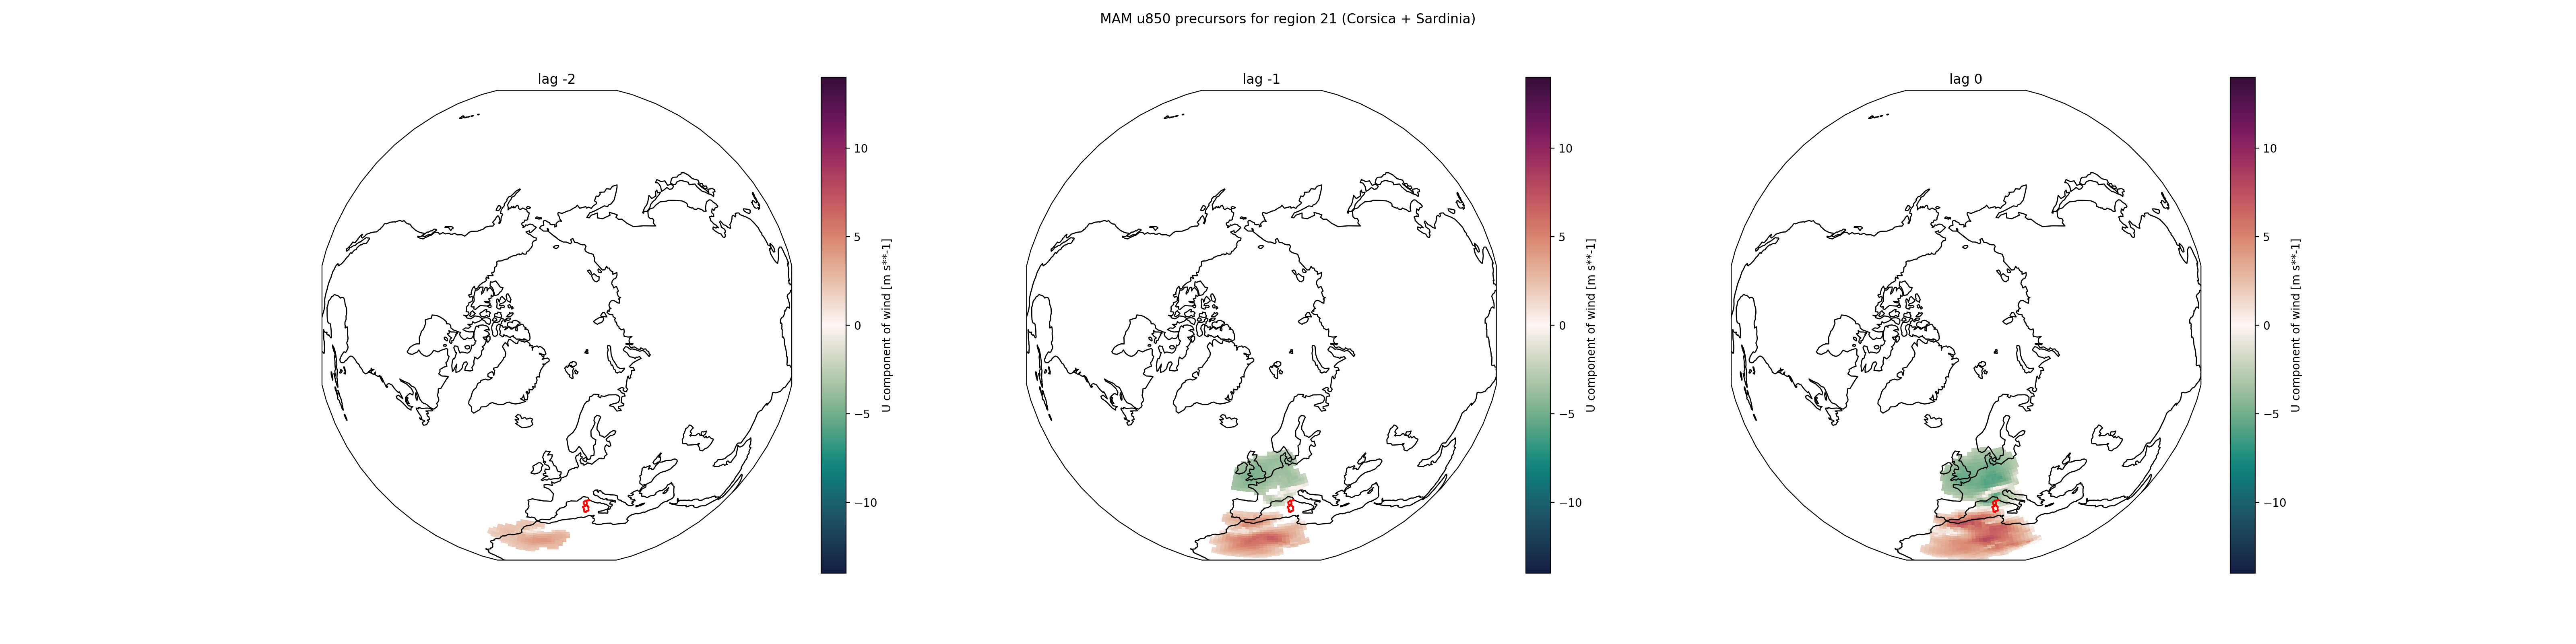 MAM u850 precursors for region 21 (Corsica + Sardinia)
lag -2
10
5
0
−5
−10
U component of wind [m s**-1]
lag -1
10
5
0
−5
−10
U component of wind [m s**-1]
lag 0
10
5
0
−5
−10
U component of wind [m s**-1]